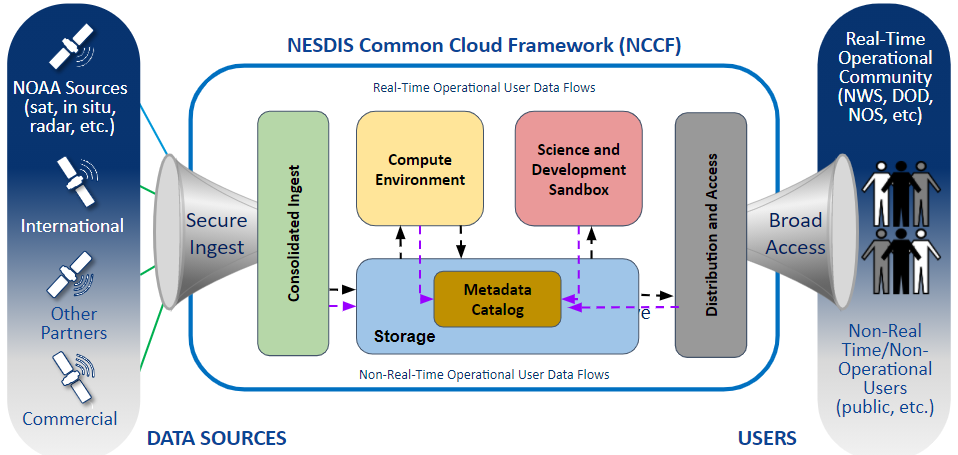 NESDIS Common Cloud Framework (NCCF)
NOAA Sources
(sat, in situ,
radar, etc.)
International
Other
Partners
Commercial
DATA SOURCES
Secure
Ingest
Real-Time Operational User Data Flows
Consolidated Ingest
Compute
Environment
Science and
Development
Sandbox
Metadata
Catalog
Storage
Distribution and Access
Non-Real-Time Operational User Data Flows
Broad
Access
Real-Time
Operational
Community
(NWS, DOD,
NOS, etc)
Non-Real
Time/Non-
Operational
Users
(public, etc.)
USERS